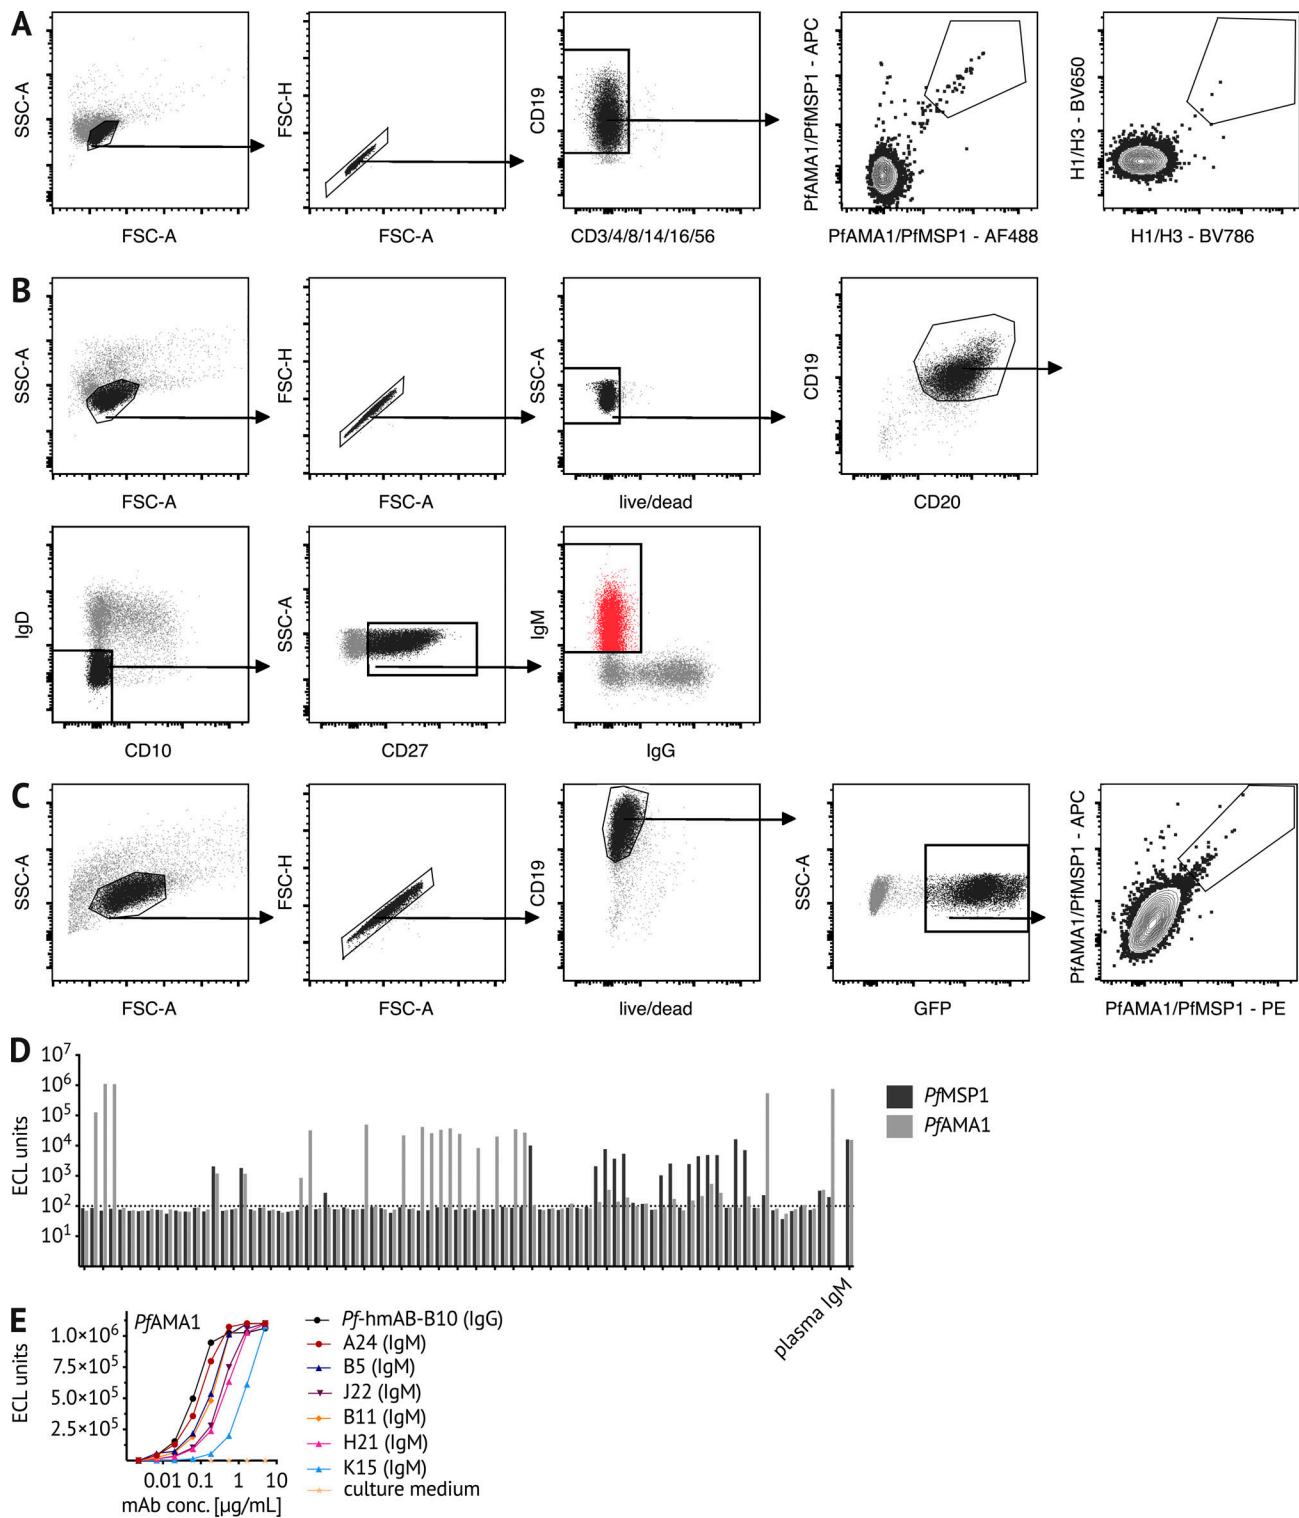 A
SSC-A
FSC-A
FSC-H
FSC-A
CD19
CD3/4/8/14/16/56
PfAMA1/PfMSP1 - APC
PfAMA1/PfMSP1 - AF488
H1/H3 - BV650
H1/H3 - BV786
B
SSC-A
FSC-A
FSC-H
FSC-A
SSC-A
live/dead
CD19
CD20
IgD
CD10
SSC-A
CD27
IgM
IgG
C
SSC-A
FSC-A
FSC-H
FSC-A
CD19
live/dead
SSC-A
GFP
PfAMA1/PfMSP1 - APC
PfAMA1/PfMSP1 - PE
D
ECL units
10⁷
10⁶
10⁵
10⁴
10³
10²
10¹
PfMSP1
PfAMA1
plasma IgM
E
PfAMA1
ECL units
1.0×10⁶
7.5×10⁵
5.0×10⁵
2.5×10⁵
0.01 0.1 1 10
mAb conc. [µg/mL]
Pf-hmAB-B10 (IgG)
A24 (IgM)
B5 (IgM)
J22 (IgM)
B11 (IgM)
H21 (IgM)
K15 (IgM)
culture medium